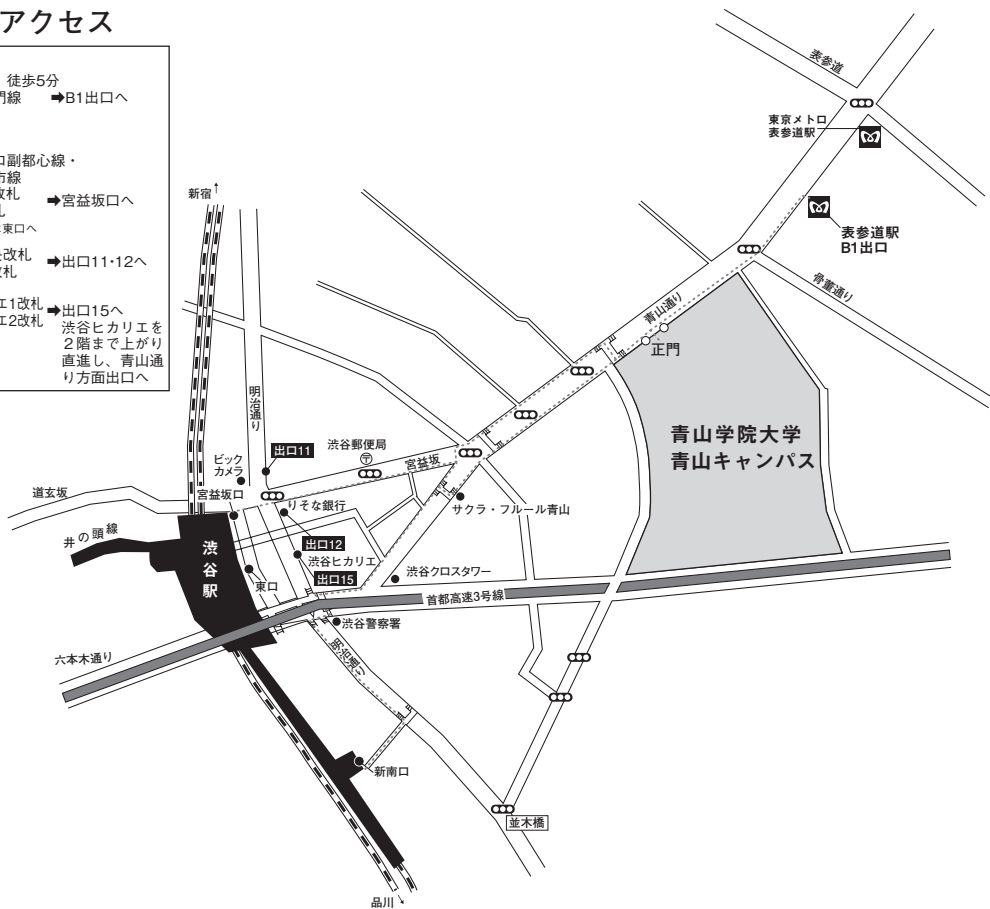 アクセス
徒歩5分
門線 ➡B1出口へ
口副都心線・
市線
改札
札 ➡宮益坂口へ
東口へ
改札
改札 ➡出口11・12へ
エ1改札
エ2改札 ➡出口15へ
渋谷ヒカリエを
2階まで上がり
直進し、青山通
り方面出口へ
表参道
東京メトロ
表参道駅
表参道駅
B1出口
骨董通り
新宿↑
青山通り
正門
青山学院大学
青山キャンパス
明治通り
出口11
渋谷郵便局
〒
宮益坂
ビック
カメラ
宮益坂口
道玄坂
りそな銀行
サクラ・フルール青山
井の頭線
渋谷駅
出口12
渋谷ヒカリエ
出口15
東口
渋谷クロスタワー
首都高速3号線
渋谷警察署
六本木通り
明治通り
新南口
並木橋
品川↘